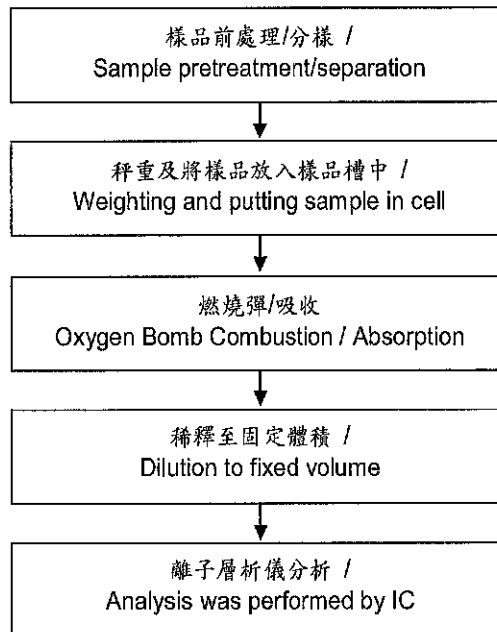 樣品前處理/分樣 /
Sample pretreatment/separation
秤重及將樣品放入樣品槽中 /
Weighting and putting sample in cell
燃燒彈/吸收
Oxygen Bomb Combustion / Absorption
稀釋至固定體積 /
Dilution to fixed volume
離子層析儀分析 /
Analysis was performed by IC